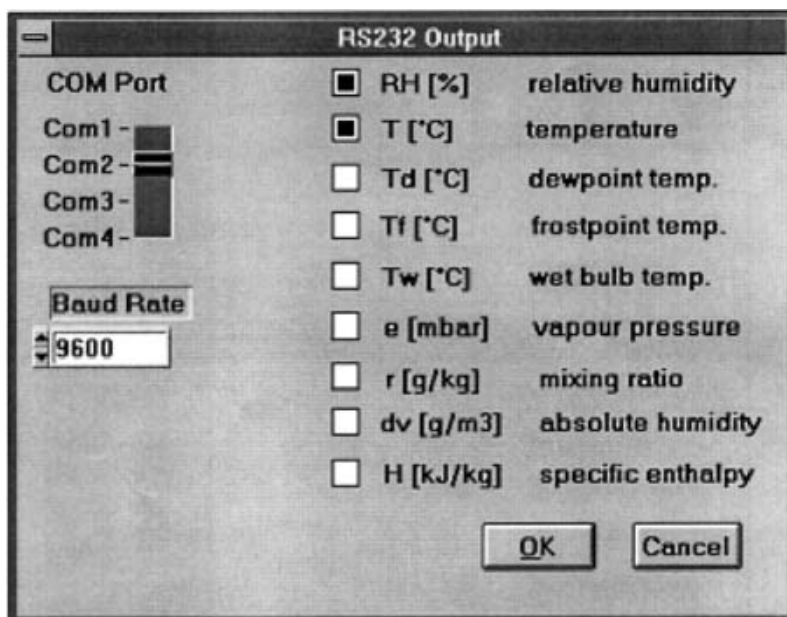 RS232 Output
COM Port
Com1 -
Com2 -
Com3 -
Com4 -
Baud Rate
9600
RH [%] relative humidity
T [°C] temperature
Td [°C] dewpoint temp.
Tf [°C] frostpoint temp.
Tw [°C] wet bulb temp.
e [mbar] vapour pressure
r [g/kg] mixing ratio
dv [g/m3] absolute humidity
H [kJ/kg] specific enthalpy
OK Cancel